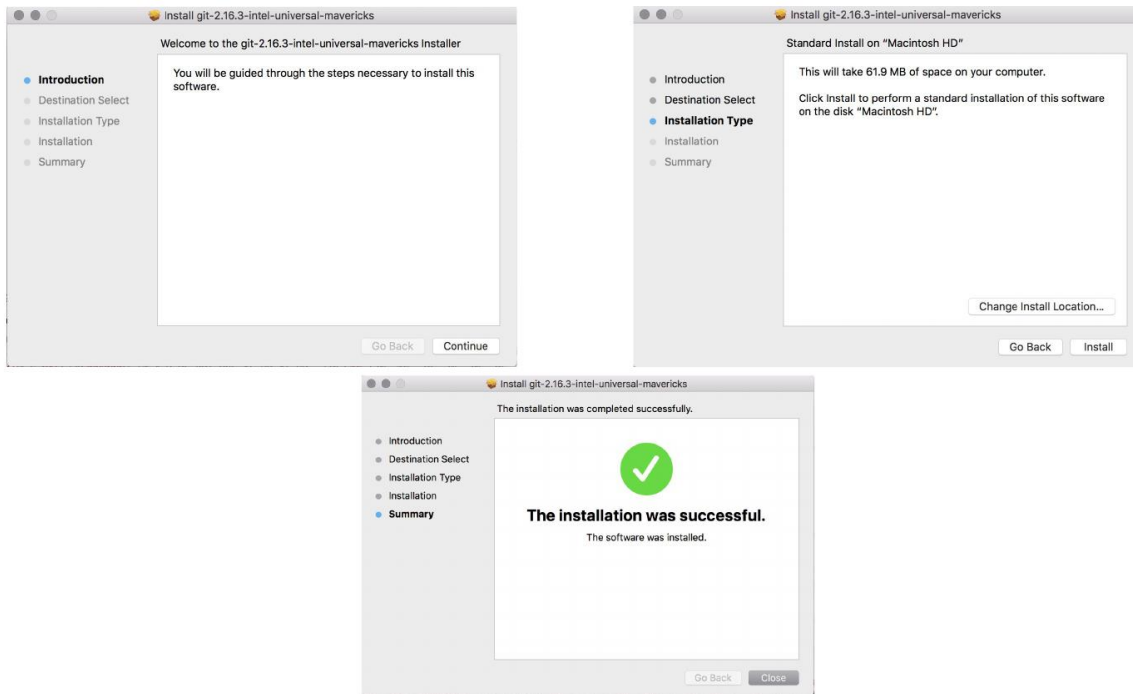 Install git-2.16.3-intel-universal-mavericks
Welcome to the git-2.16.3-intel-universal-mavericks Installer
Introduction
Destination Select
Installation Type
Installation
Summary
You will be guided through the steps necessary to install this
software.
Go Back
Continue
Install git-2.16.3-intel-universal-mavericks
Standard Install on “Macintosh HD”
Introduction
Destination Select
Installation Type
Installation
Summary
This will take 61.9 MB of space on your computer.
Click Install to perform a standard installation of this software
on the disk “Macintosh HD”.
Change Install Location...
Go Back
Install
Install git-2.16.3-intel-universal-mavericks
The installation was completed successfully.
Introduction
Destination Select
Installation Type
Installation
Summary
The installation was successful.
The software was installed.
Go Back
Close